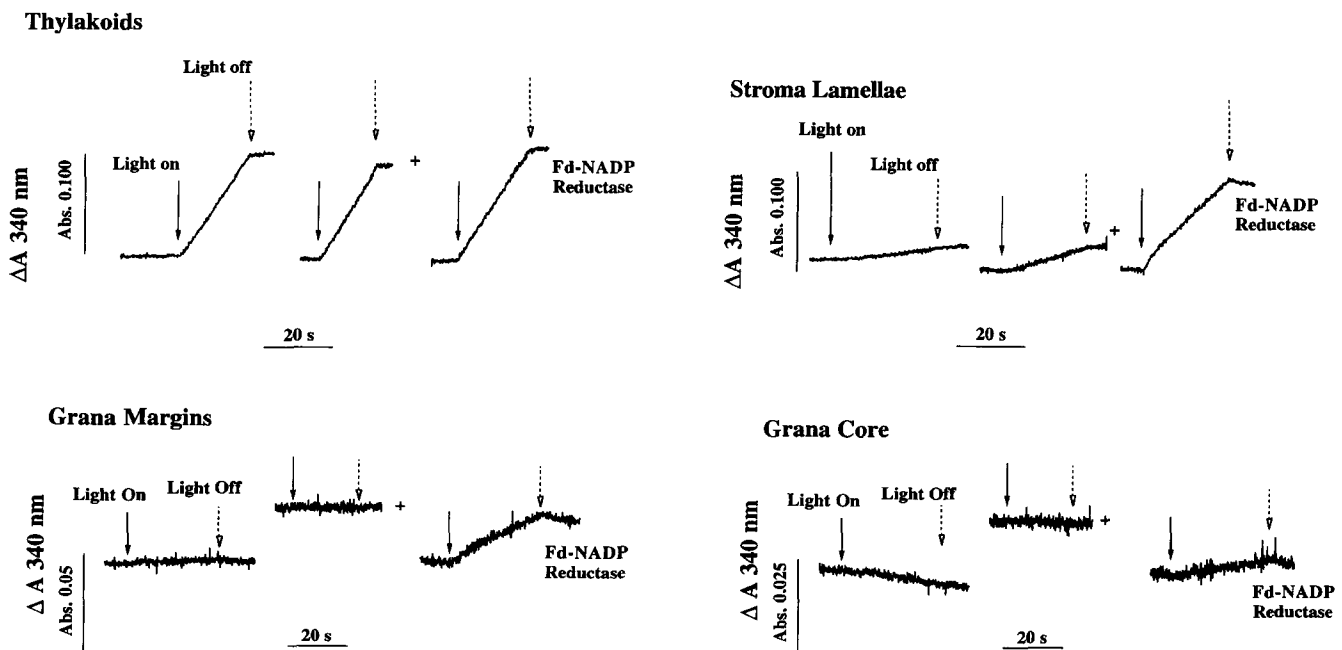 Thylakoids
Light off
Light on
ΔA 340 nm
Abs. 0.100
+
Fd-NADP
Reductase
20 s
Stroma Lamellae
Light on
Light off
ΔA 340 nm
Abs. 0.100
+
Fd-NADP
Reductase
20 s
Grana Margins
Light On
Light Off
Δ A 340 nm
Abs. 0.05
+
Fd-NADP
Reductase
20 s
Grana Core
Light On
Light Off
Δ A 340 nm
Abs. 0.025
+
Fd-NADP
Reductase
20 s